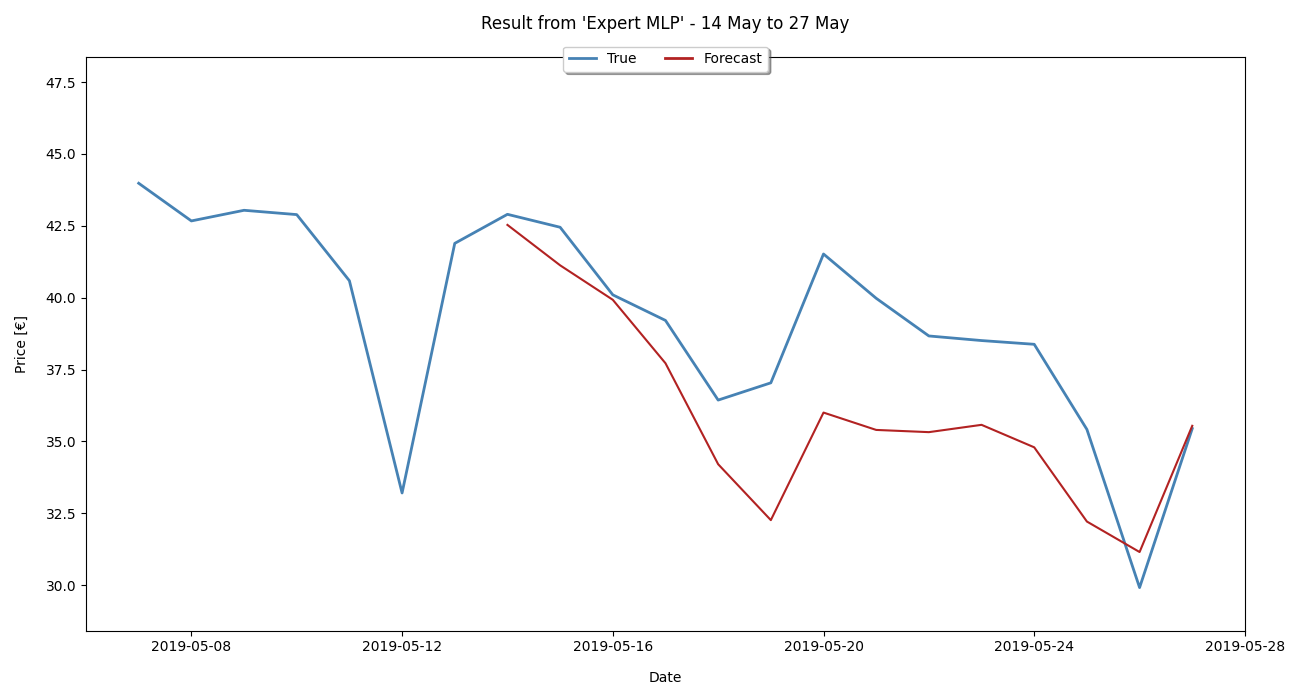 Result from 'Expert MLP' - 14 May to 27 May
True Forecast
47.5
45.0
42.5
40.0
37.5
35.0
32.5
30.0
Price [€]
2019-05-08 2019-05-12 2019-05-16 2019-05-20 2019-05-24 2019-05-28
Date